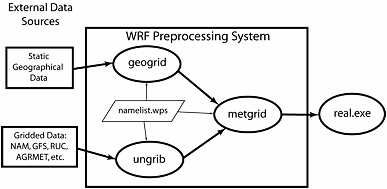 External Data
Sources
WRF Preprocessing System
Static
Geographical
Data
geogrid
namelist.wps
metgrid
real.exe
Gridded Data:
NAM, GFS, RUC,
AGRMET, etc.
ungrib